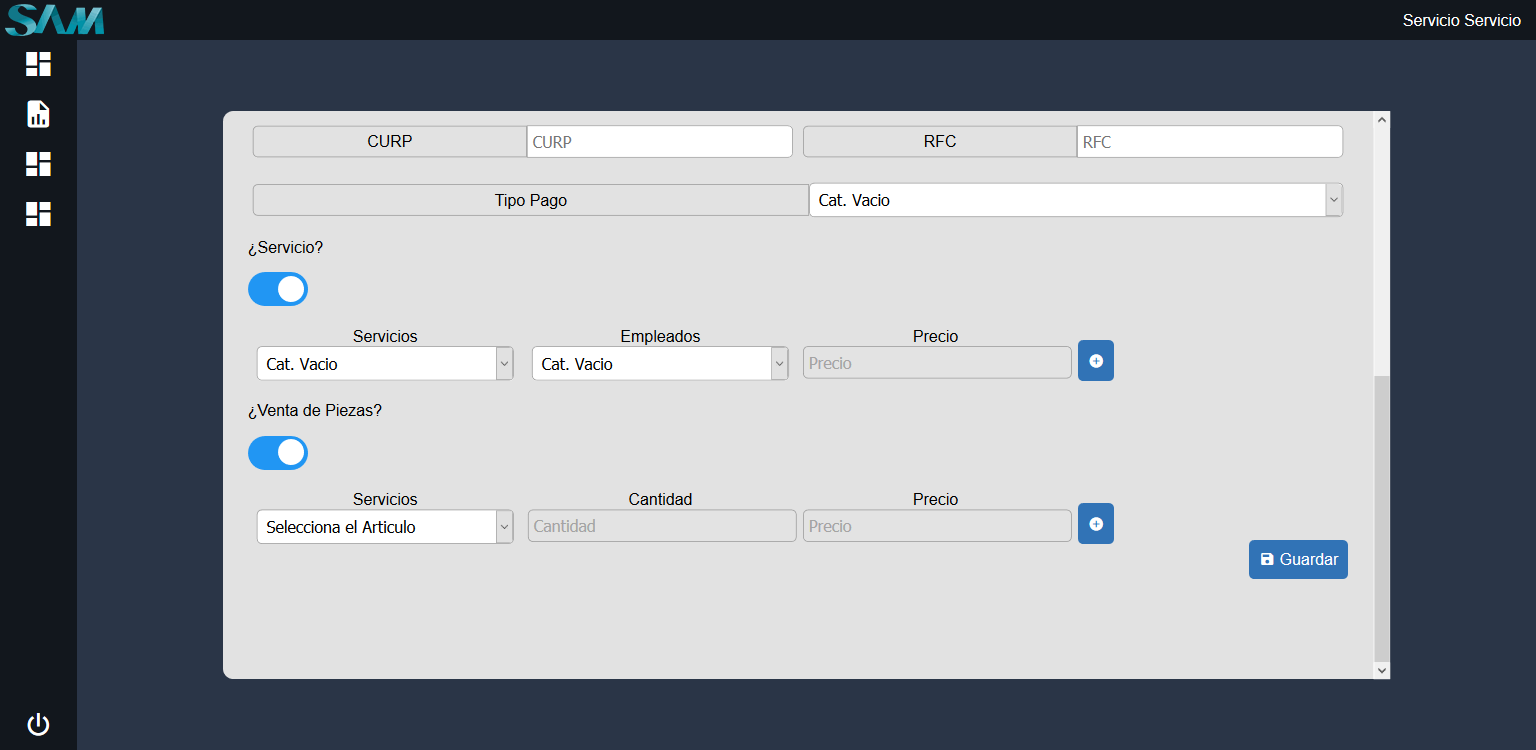 SAM
Servicio Servicio
CURP CURP RFC RFC
Tipo Pago Cat. Vacio
¿Servicio?
Servicios Empleados Precio
Cat. Vacio Cat. Vacio Precio
¿Venta de Piezas?
Servicios Cantidad Precio
Selecciona el Articulo Cantidad Precio
Guardar